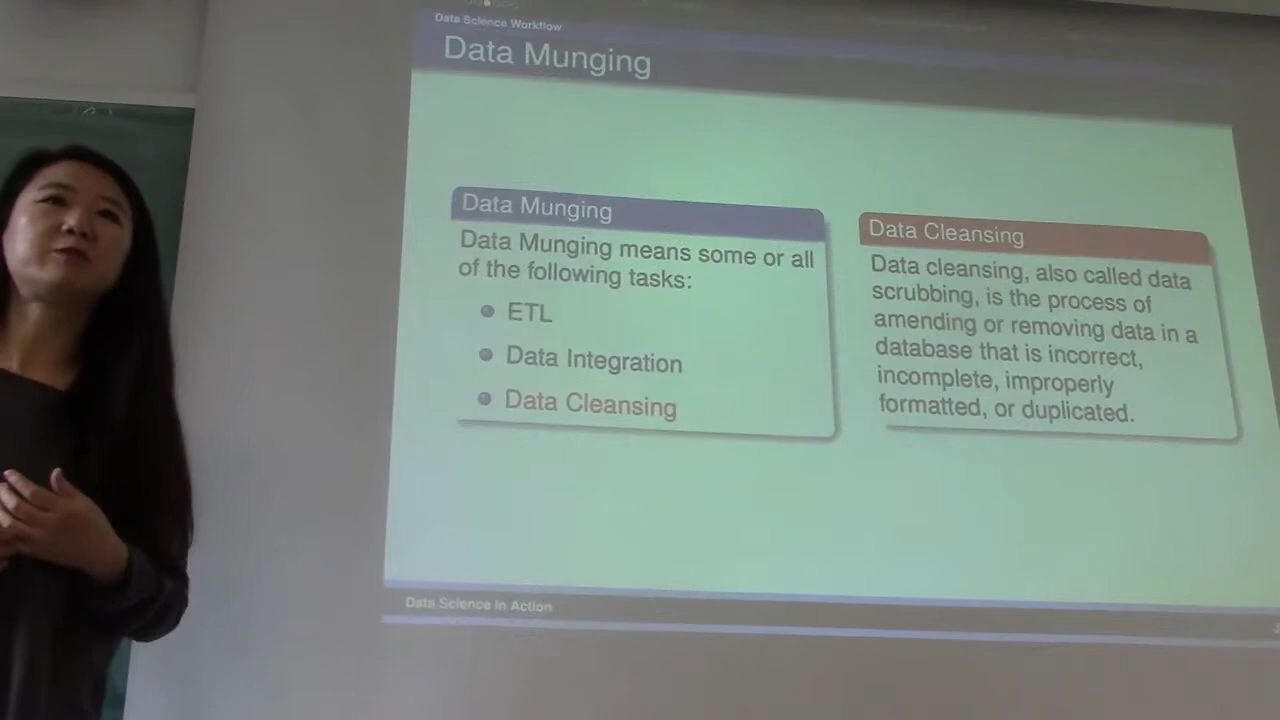 Data Science Workflow
Data Munging
Data Munging
Data Munging means some or all
of the following tasks:
ETL
Data Integration
Data Cleansing
Data Cleansing
Data cleansing, also called data
scrubbing, is the process of
amending or removing data in a
database that is incorrect,
incomplete, improperly
formatted, or duplicated.
Data Science in Action